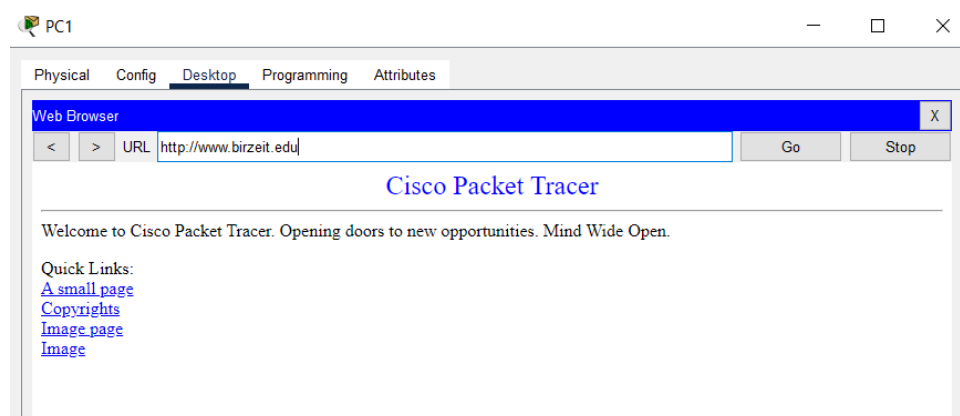 PC1
Physical Config Desktop Programming Attributes
Web Browser X
< > URL http://www.birzeit.edu Go Stop
Cisco Packet Tracer
Welcome to Cisco Packet Tracer. Opening doors to new opportunities. Mind Wide Open.
Quick Links:
A small page
Copyrights
Image page
Image